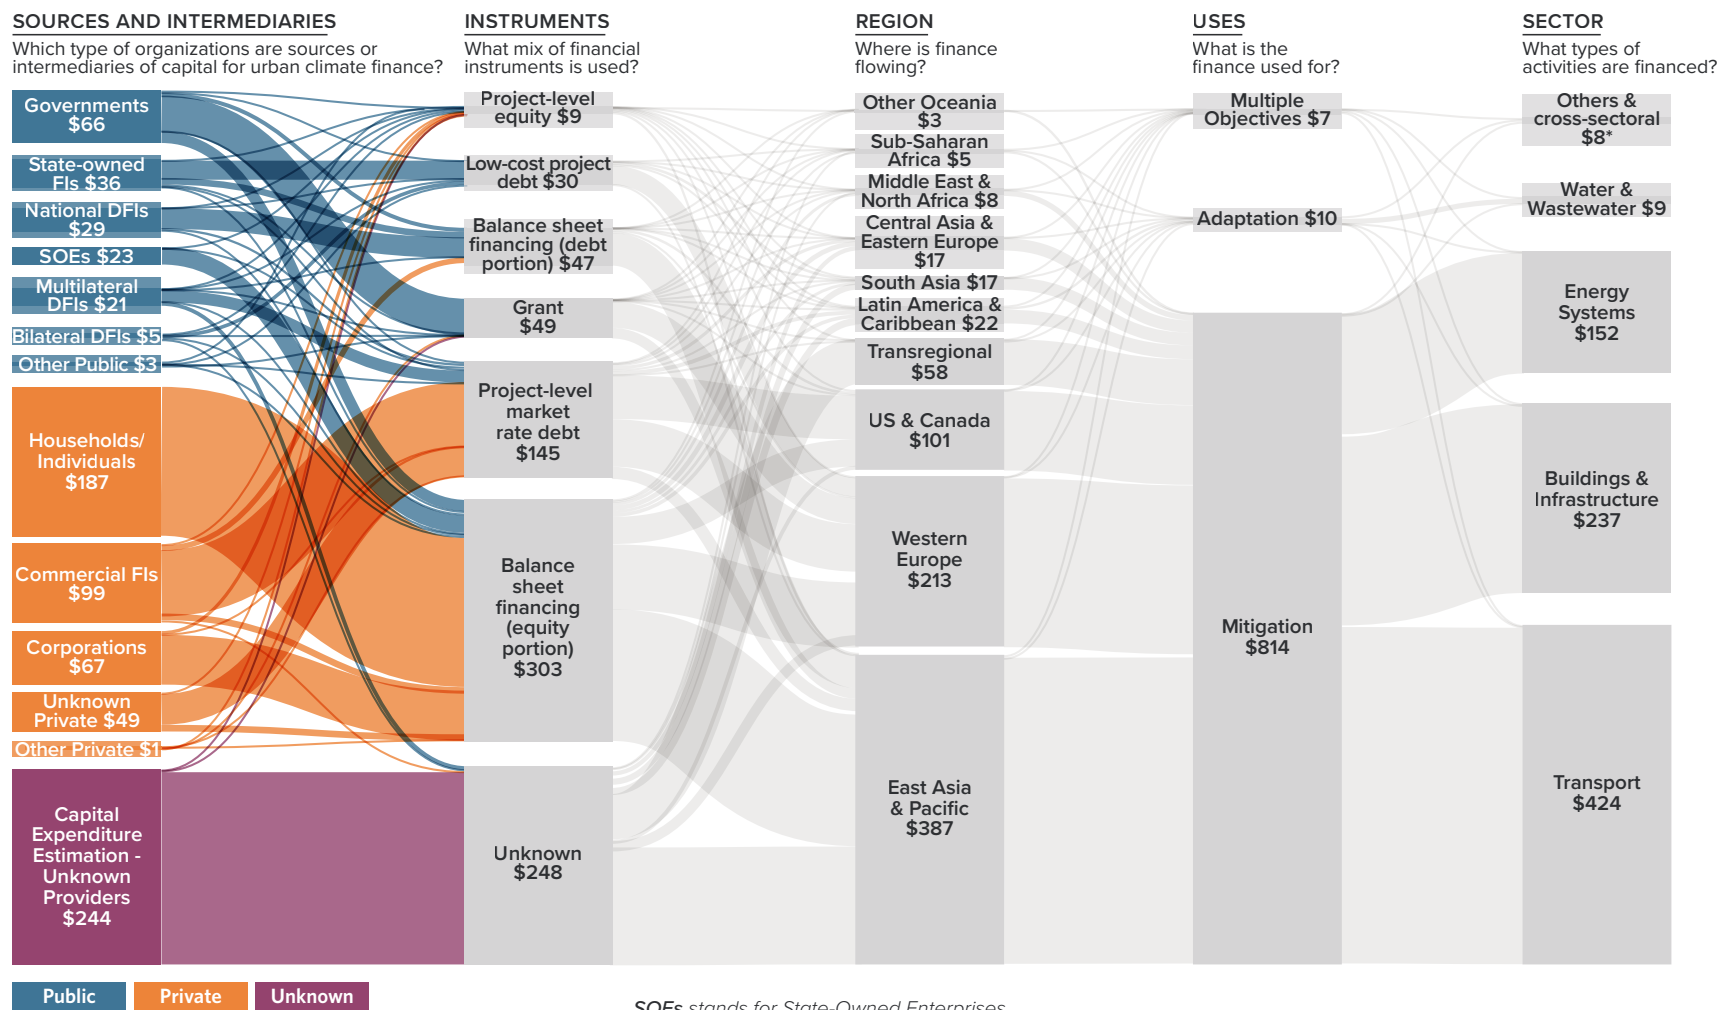 SOURCES AND INTERMEDIARIES
Which type of organizations are sources or
intermediaries of capital for urban climate finance?
Governments
$66
State-owned
FIs $36
National DFIs
$29
SOEs $23
Multilateral
DFIs $21
Bilateral DFIs $5
Other Public $3
Households/
Individuals
$187
Commercial FIs
$99
Corporations
$67
Unknown
Private $49
Other Private $1
Capital
Expenditure
Estimation -
Unknown
Providers
$244
INSTRUMENTS
What mix of financial
instruments is used?
Project-level
equity $9
Low-cost project
debt $30
Balance sheet
financing (debt
portion) $47
Grant
$49
Project-level
market
rate debt
$145
Balance
sheet
financing
(equity
portion)
$303
Unknown
$248
REGION
Where is finance
flowing?
Other Oceania
$3
Sub-Saharan
Africa $5
Middle East &
North Africa $8
Central Asia &
Eastern Europe
$17
South Asia $17
Latin America &
Caribbean $22
Transregional
$58
US & Canada
$101
Western
Europe
$213
East Asia
& Pacific
$387
USES
What is the
finance used for?
Multiple
Objectives $7
Adaptation $10
Mitigation
$814
SECTOR
What types of
activities are financed?
Others &
cross-sectoral
$8*
Water &
Wastewater $9
Energy
Systems
$152
Buildings &
Infrastructure
$237
Transport
$424
Public
Private
Unknown
SOEs stands for State-Owned Enterprises